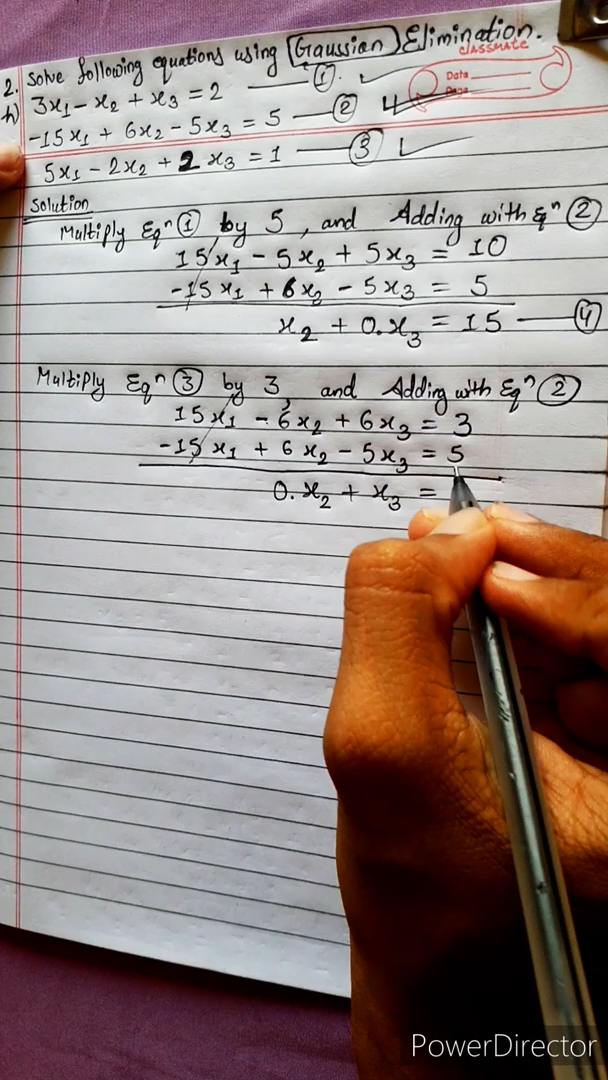 2. Solve following equations using Gaussian Elimination.
h) 3x₁ - x₂ + x₃ = 2 — ①
-15x₁ + 6x₂ - 5x₃ = 5 — ②
5x₁ - 2x₂ + 2x₃ = 1 — ③
CLASSMATE
Date
Page
Solution
Multiply Eqⁿ ① by 5, and Adding with Eqⁿ ②
15x₁ - 5x₂ + 5x₃ = 10
-15x₁ + 6x₂ - 5x₃ = 5
x₂ + 0.x₃ = 15 — ④
Multiply Eqⁿ ③ by 3, and Adding with Eqⁿ ②
15x₁ - 6x₂ + 6x₃ = 3
-15x₁ + 6x₂ - 5x₃ = 5
0.x₂ + x₃ =
PowerDirector